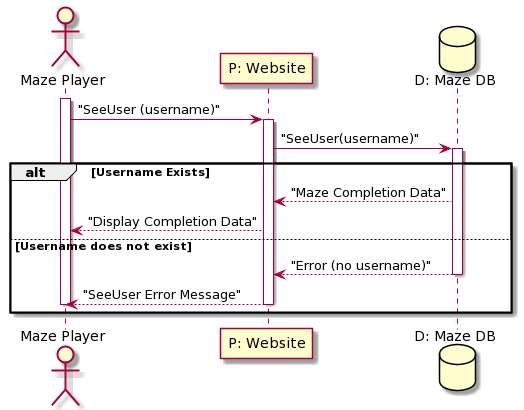 Maze Player
P: Website
D: Maze DB
"SeeUser (username)"
"SeeUser(username)"
alt
[Username Exists]
"Maze Completion Data"
"Display Completion Data"
[Username does not exist]
"Error (no username)"
"SeeUser Error Message"
Maze Player
P: Website
D: Maze DB